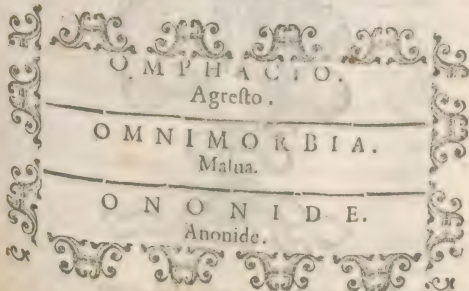 OMPHACIO.
Agreſto.
OMNIMORBIA.
Malua.
ONONIDE.
Anonide.